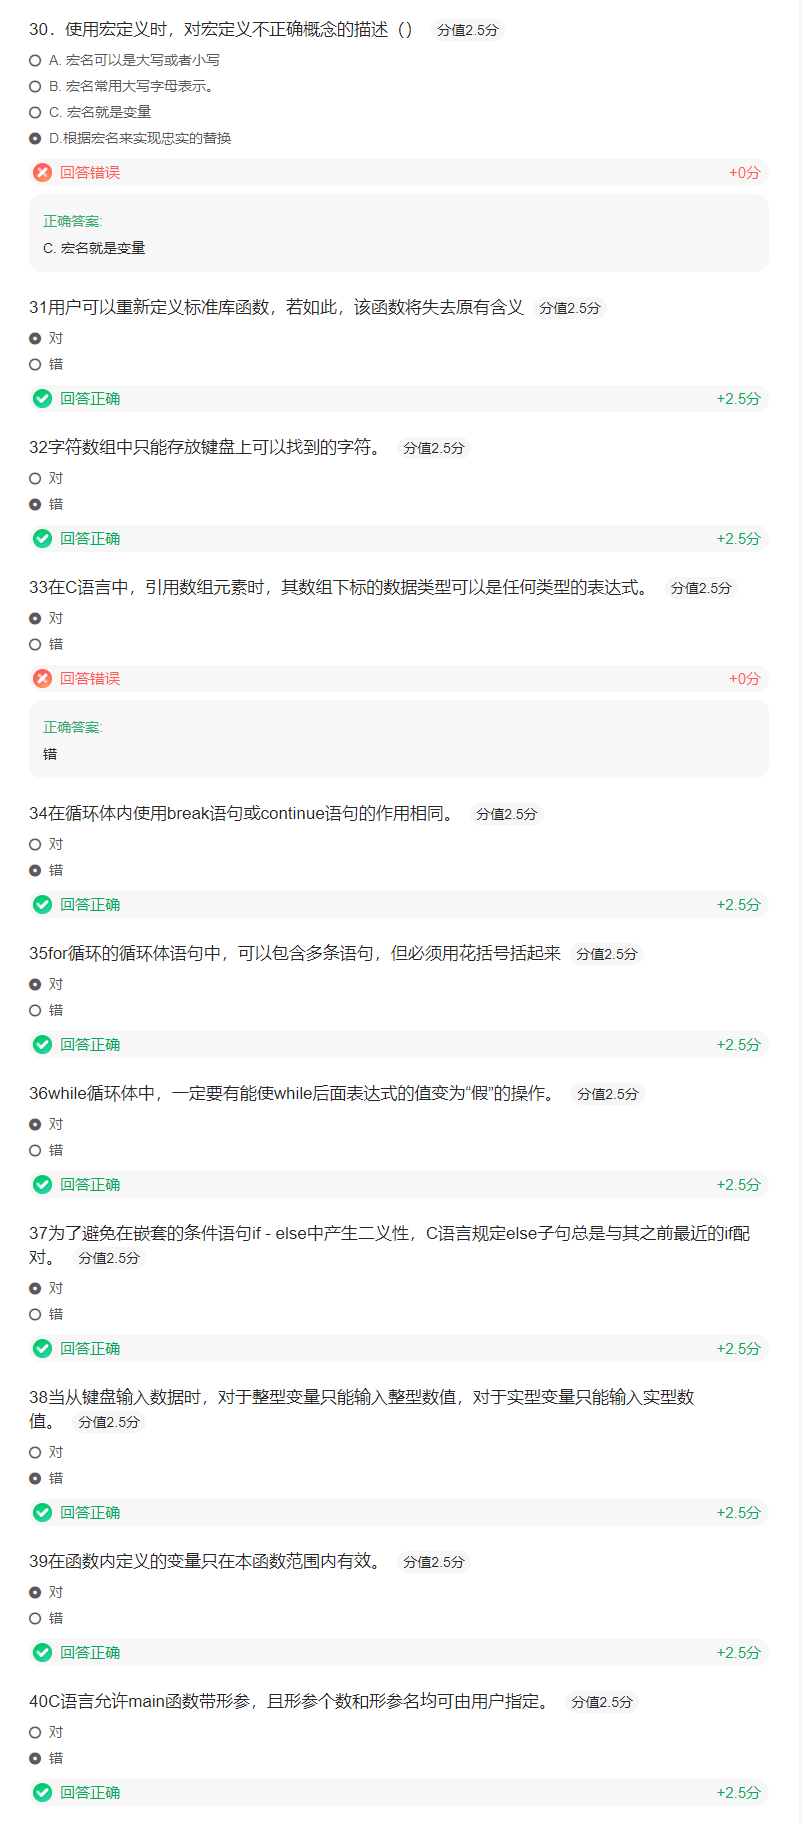 30．使用宏定义时，对宏定义不正确概念的描述（） 分值2.5分
A. 宏名可以是大写或者小写
B. 宏名常用大写字母表示。
C. 宏名就是变量
D.根据宏名来实现忠实的替换
回答错误 +0分
正确答案:
C. 宏名就是变量
31用户可以重新定义标准库函数，若如此，该函数将失去原有含义 分值2.5分
对
错
回答正确 +2.5分
32字符数组中只能存放键盘上可以找到的字符。 分值2.5分
对
错
回答正确 +2.5分
33在C语言中，引用数组元素时，其数组下标的数据类型可以是任何类型的表达式。 分值2.5分
对
错
回答错误 +0分
正确答案:
错
34在循环体内使用break语句或continue语句的作用相同。 分值2.5分
对
错
回答正确 +2.5分
35for循环的循环体语句中，可以包含多条语句，但必须用花括号括起来 分值2.5分
对
错
回答正确 +2.5分
36while循环体中，一定要有能使while后面表达式的值变为“假”的操作。 分值2.5分
对
错
回答正确 +2.5分
37为了避免在嵌套的条件语句if - else中产生二义性，C语言规定else子句总是与其之前最近的if配
对。 分值2.5分
对
错
回答正确 +2.5分
38当从键盘输入数据时，对于整型变量只能输入整型数值，对于实型变量只能输入实型数
值。 分值2.5分
对
错
回答正确 +2.5分
39在函数内定义的变量只在本函数范围内有效。 分值2.5分
对
错
回答正确 +2.5分
40C语言允许main函数带形参，且形参个数和形参名均可由用户指定。 分值2.5分
对
错
回答正确 +2.5分